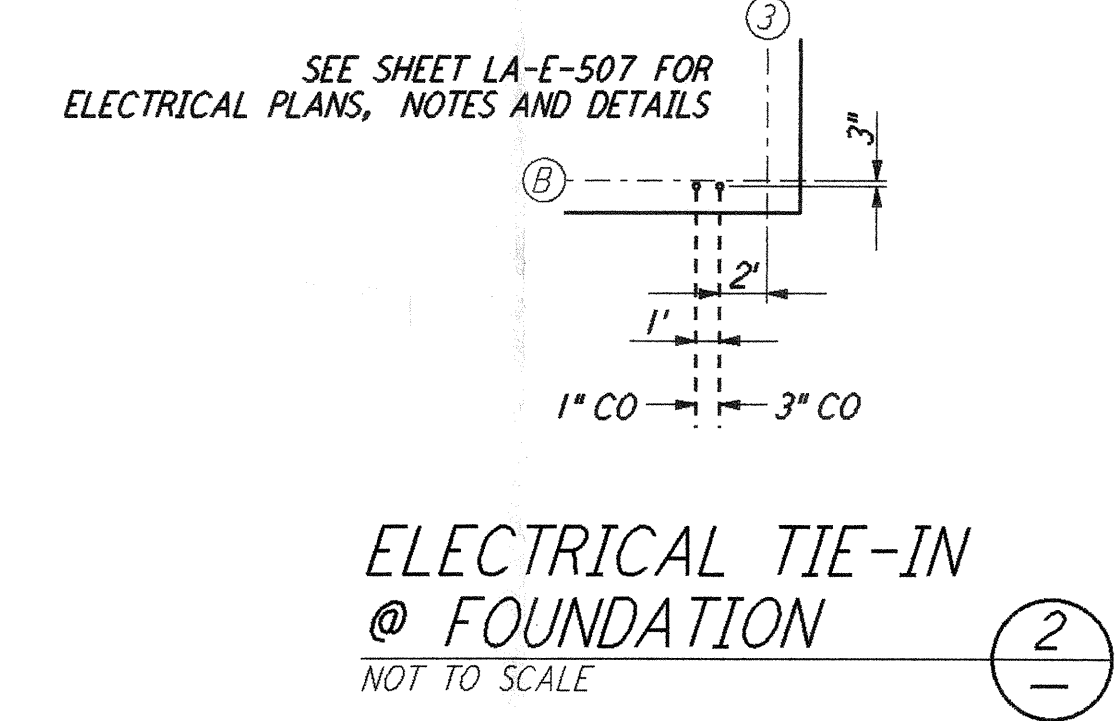 3
SEE SHEET LA-E-507 FOR
ELECTRICAL PLANS, NOTES AND DETAILS
3"
B
2'
1'
1" CO
3" CO
ELECTRICAL TIE-IN
@ FOUNDATION
NOT TO SCALE
2
—